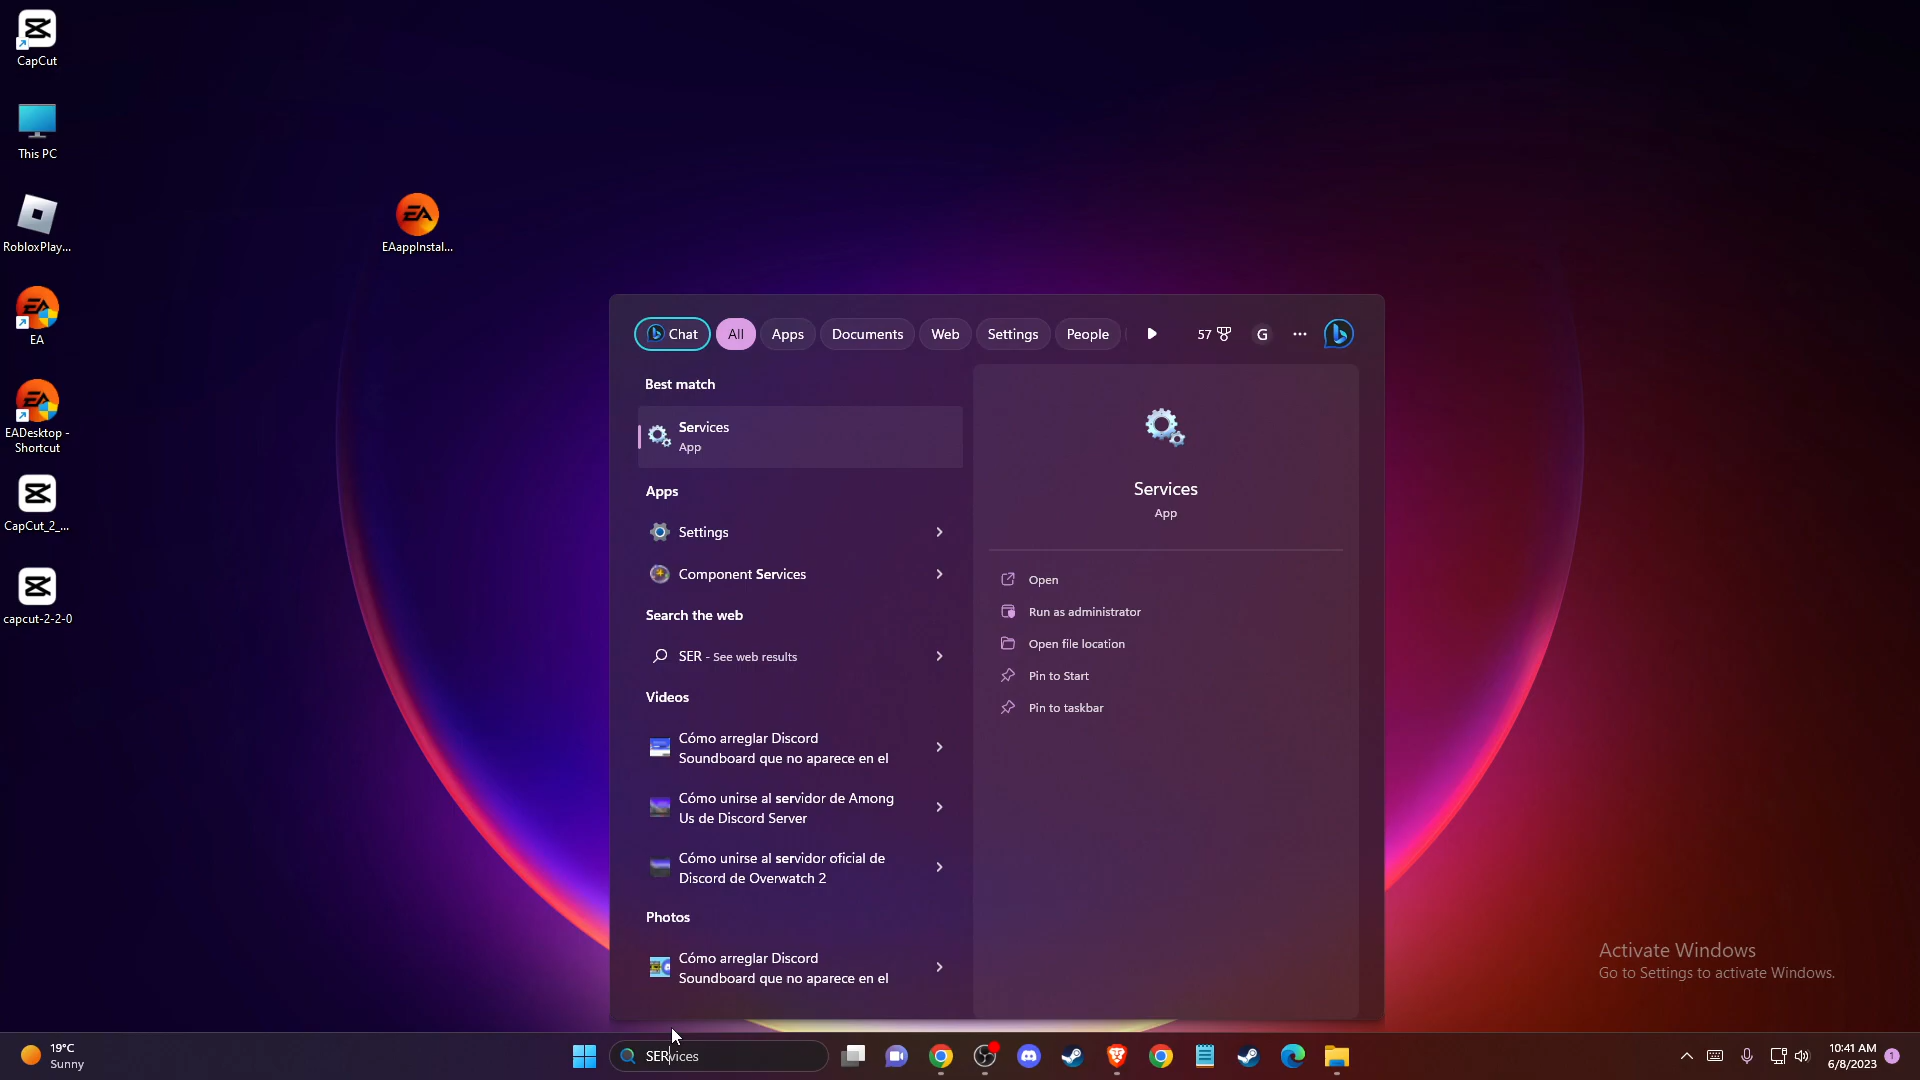 CapCut
This PC
RobloxPlay...
EA
EADesktop -
Shortcut
CapCut_2_...
capcut-2-2-0
EAappInstal...
Chat
All
Apps
Documents
Web
Settings
People
57
G
Best match
Services
App
Apps
Settings
Component Services
Search the web
SER - See web results
Videos
Cómo arreglar Discord
Soundboard que no aparece en el
Cómo unirse al servidor de Among
Us de Discord Server
Cómo unirse al servidor oficial de
Discord de Overwatch 2
Photos
Cómo arreglar Discord
Soundboard que no aparece en el
Services
App
Open
Run as administrator
Open file location
Pin to Start
Pin to taskbar
Activate Windows
Go to Settings to activate Windows.
19°C
Sunny
SERvices
10:41 AM
6/8/2023
1